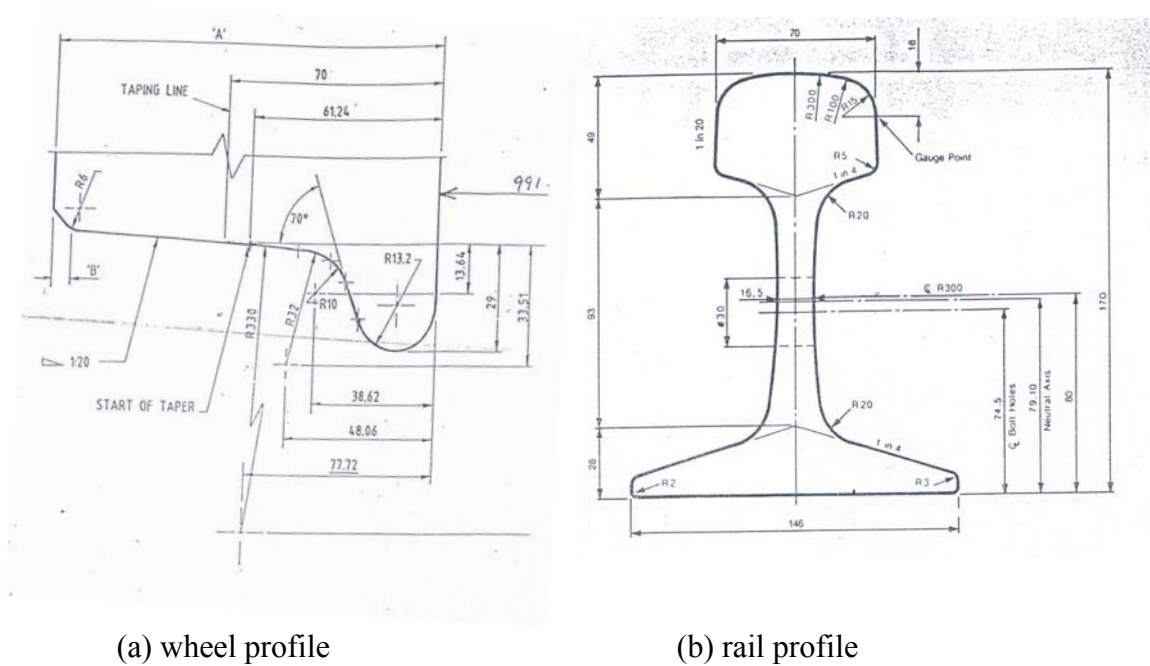 'A'
70
TAPING LINE
61.24
R6
991.
70°
R13.2
13.64
29
33.51
'B'
R10
R32
R330
1:20
38.62
START OF TAPER
48.06
77.72
70
16
R300
R100
R15
49
1 in 20
Gauge Point
R5
1 in 4
R20
16.5
℄ R300
170
93
ø30
74.5
℄ Bolt Holes
79.10
Neutral Axis
80
R20
1 in 4
28
R2
R3
146
(a) wheel profile
(b) rail profile